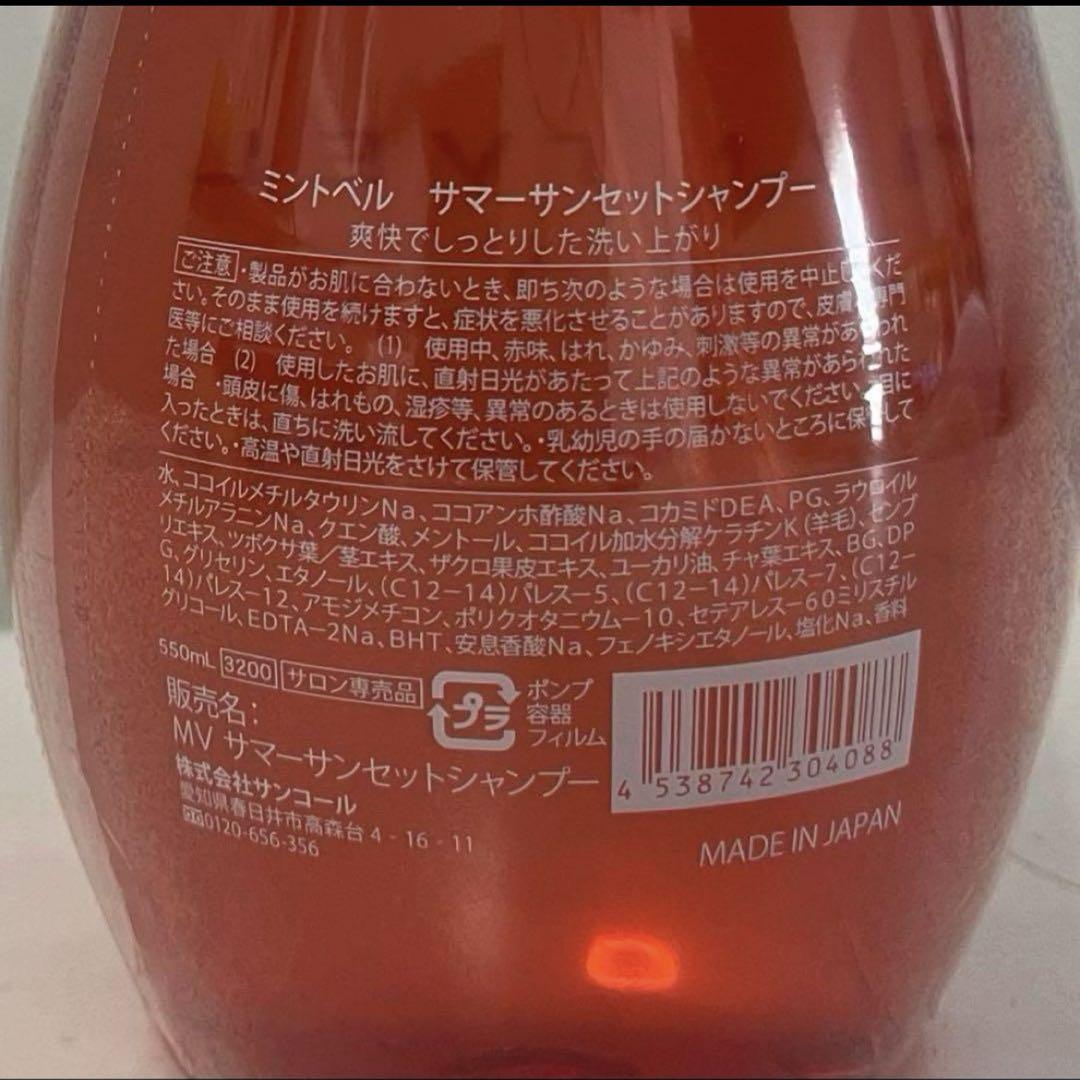 ミントベル　サマーサンセットシャンプー
爽快でしっとりした洗い上がり
ご注意 ・製品がお肌に合わないとき、即ち次のような場合は使用を中止してくだ
さい。そのまま使用を続けますと、症状を悪化させることがありますので、皮膚科専門
医等にご相談ください。　(1)　使用中、赤味、はれ、かゆみ、刺激等の異常があらわれ
た場合　(2)　使用したお肌に、直射日光があたって上記のような異常があらわれた
場合　・頭皮に傷、はれもの、湿疹等、異常のあるときは使用しないでください。・目に
入ったときは、直ちに洗い流してください。・乳幼児の手の届かないところに保管して
ください。・高温や直射日光をさけて保管してください。
水、ココイルメチルタウリンNa、ココアンホ酢酸Na、コカミドDEA、PG、ラウロイル
メチルアラニンNa、クエン酸、メントール、ココイル加水分解ケラチンK(羊毛)、センブ
リエキス、ツボクサ葉／茎エキス、ザクロ果皮エキス、ユーカリ油、チャ葉エキス、BG、DP
G、グリセリン、エタノール、(C12－14)パレス－5、(C12－14)パレス－7、(C12－
14)パレス－12、アモジメチコン、ポリクオタニウム－10、セテアレス－60ミリスチル
グリコール、EDTA－2Na、BHT、安息香酸Na、フェノキシエタノール、塩化Na、香料
550mL 3200 サロン専売品
プラ
ポンプ
容器
フィルム
販売名：
MV サマーサンセットシャンプー
株式会社サンコール
愛知県春日井市高森台4-16-11
0120-656-356
4 538742 304088
MADE IN JAPAN